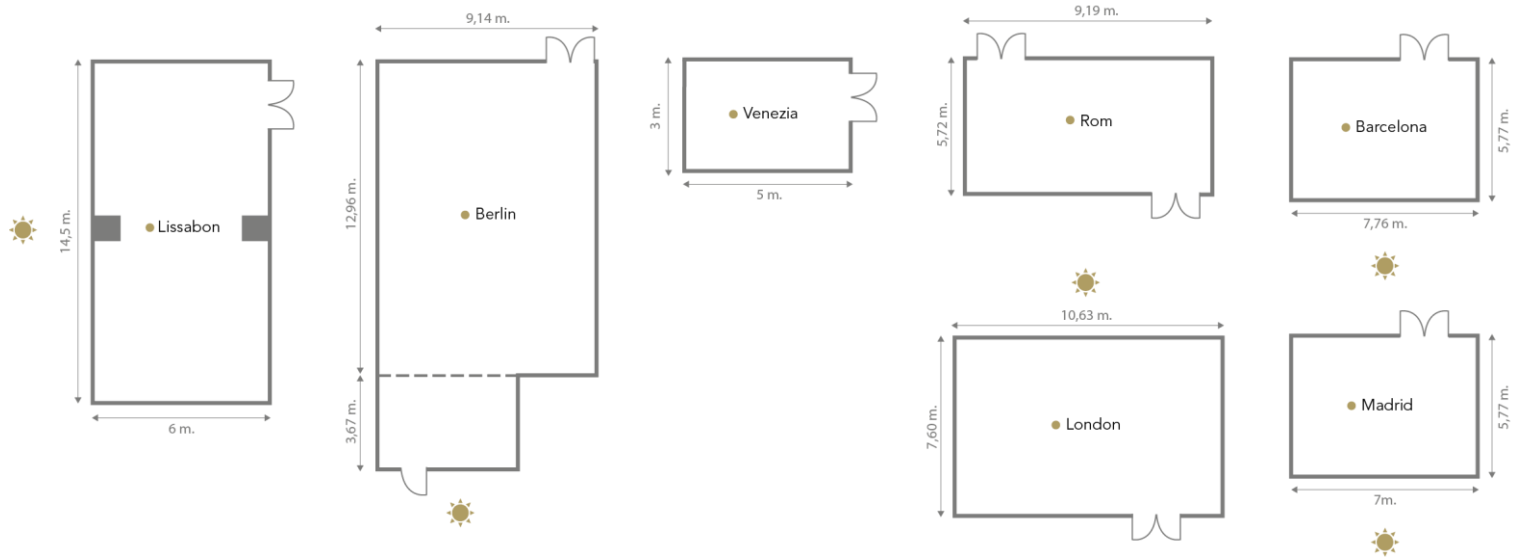 14,5 m.
Lissabon
6 m.
9,14 m.
12,96 m.
Berlin
3,67 m.
3 m.
Venezia
5 m.
9,19 m.
5,72 m.
Rom
Barcelona
5,77 m.
7,76 m.
10,63 m.
7,60 m.
London
Madrid
5,77 m.
7m.